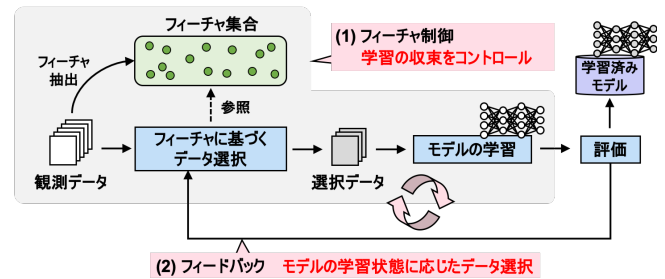 フィーチャ集合
(1) フィーチャ制御
学習の収束をコントロール
学習済み
モデル
フィーチャ
抽出
参照
フィーチャに基づく
データ選択
モデルの学習
評価
観測データ
選択データ
(2) フィードバック モデルの学習状態に応じたデータ選択